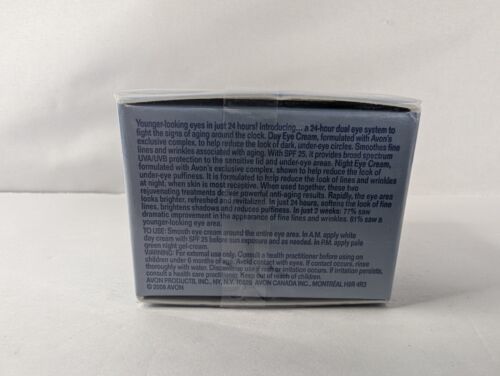 Younger-looking eyes in just 24 hours! Introducing... a 24-hour dual eye system to
fight the signs of aging around the clock. Day Eye Cream, formulated with Avon's
exclusive complex, to help reduce the look of dark, under-eye circles. Smoothes fine
lines and wrinkles associated with aging. With SPF 25, it provides broad spectrum
UVA/UVB protection to the sensitive lid and under-eye areas. Night Eye Cream,
formulated with Avon's exclusive complex, shown to help reduce the look of
under-eye puffiness. It is formulated to help reduce the look of lines and wrinkles
at night, when skin is most receptive. When used together, these two
rejuvenating treatments deliver powerful anti-aging results. Rapidly, the eye area
looks brighter, refreshed and revitalized. In just 24 hours, softens the look of fine
lines, brightens shadows and reduces puffiness. In just 2 weeks: 77% saw
dramatic improvement in the appearance of fine lines and wrinkles. 81% saw a
younger-looking eye area.
TO USE: Smooth eye cream around the entire eye area. In A.M. apply white
day cream with SPF 25 before sun exposure and as needed. In P.M. apply pale
green night gel-cream.
WARNING: For external use only. Consult a health practitioner before using on
children under 6 months of age. Avoid contact with eyes. If contact occurs, rinse
thoroughly with water. Discontinue use if rash or irritation occurs. If irritation persists,
consult a health care practitioner. Keep out of reach of children.
AVON PRODUCTS, INC., NY, N.Y. 10105 AVON CANADA INC., MONTRÉAL H9R 4R3
© 2009 AVON